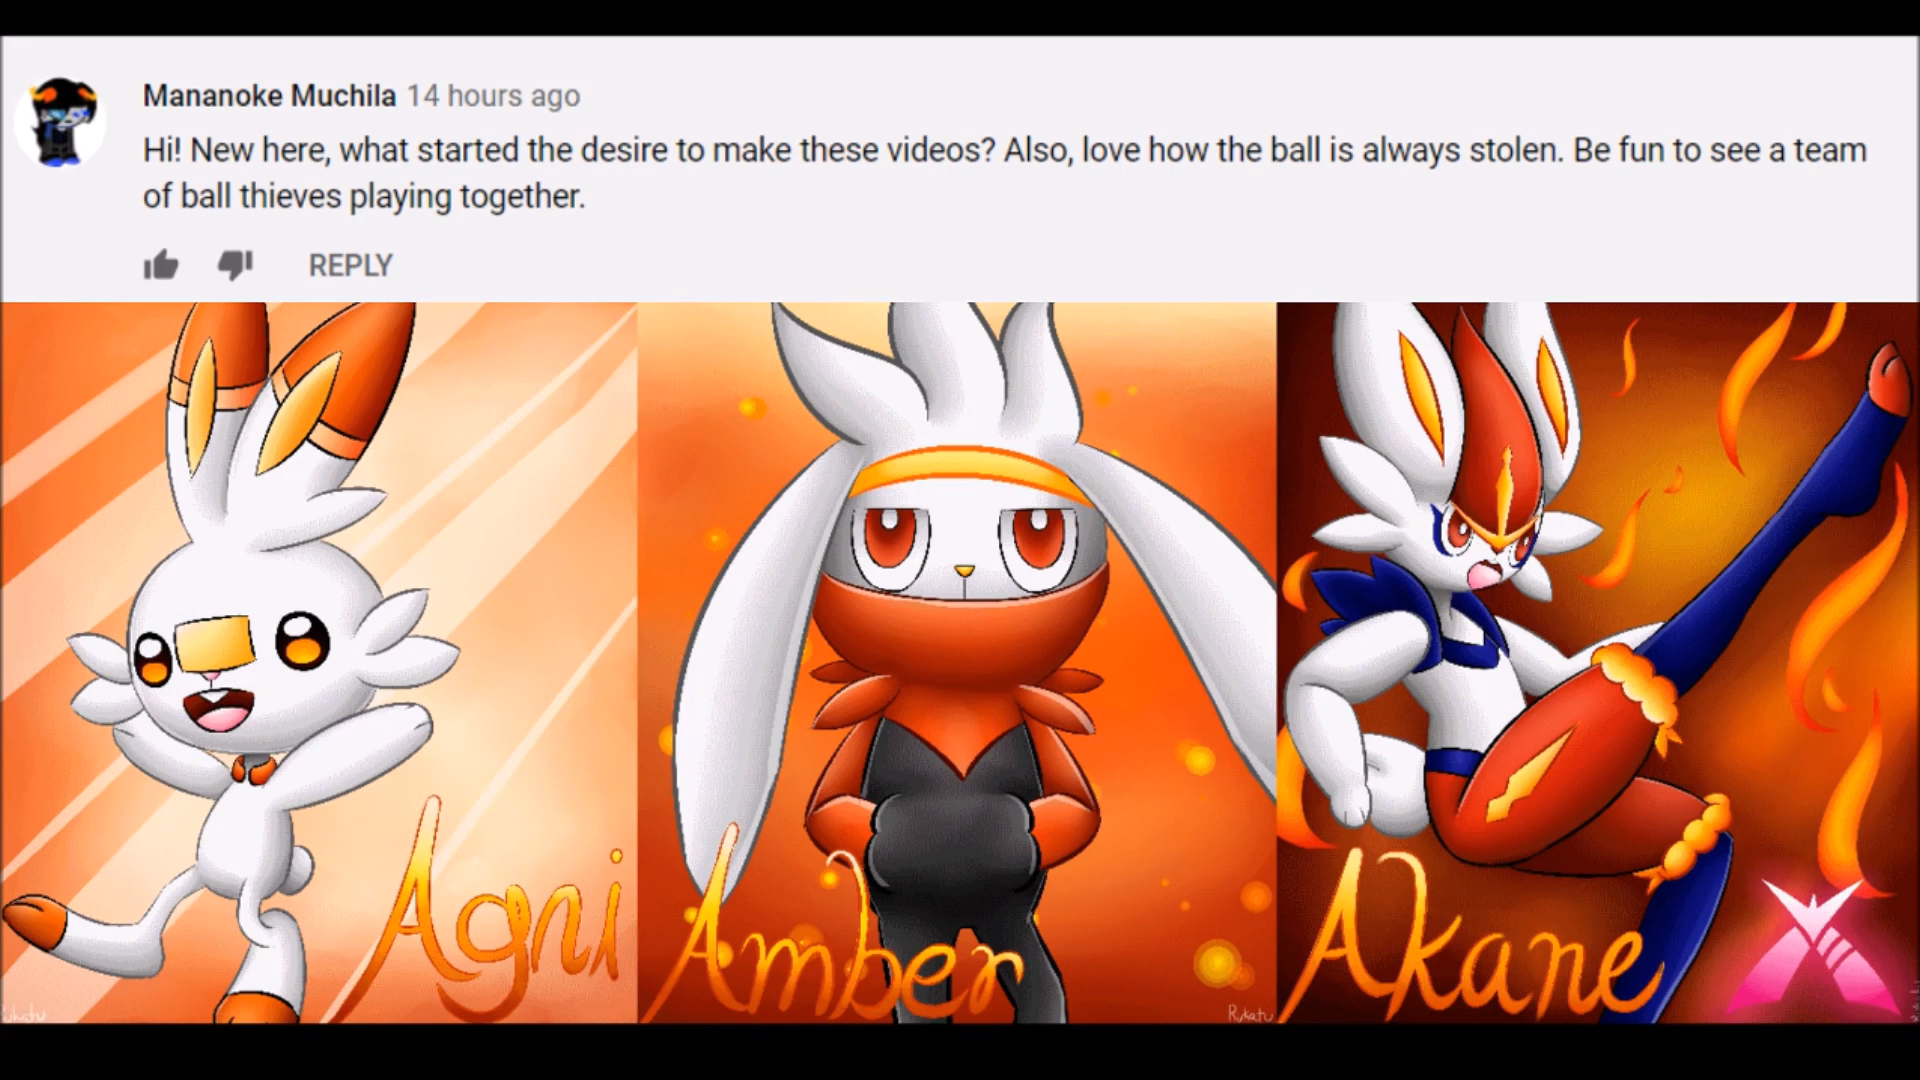 Mananoke Muchila 14 hours ago
Hi! New here, what started the desire to make these videos? Also, love how the ball is always stolen. Be fun to see a team
of ball thieves playing together.
REPLY
Agni
Amber
Akane
Rykatu